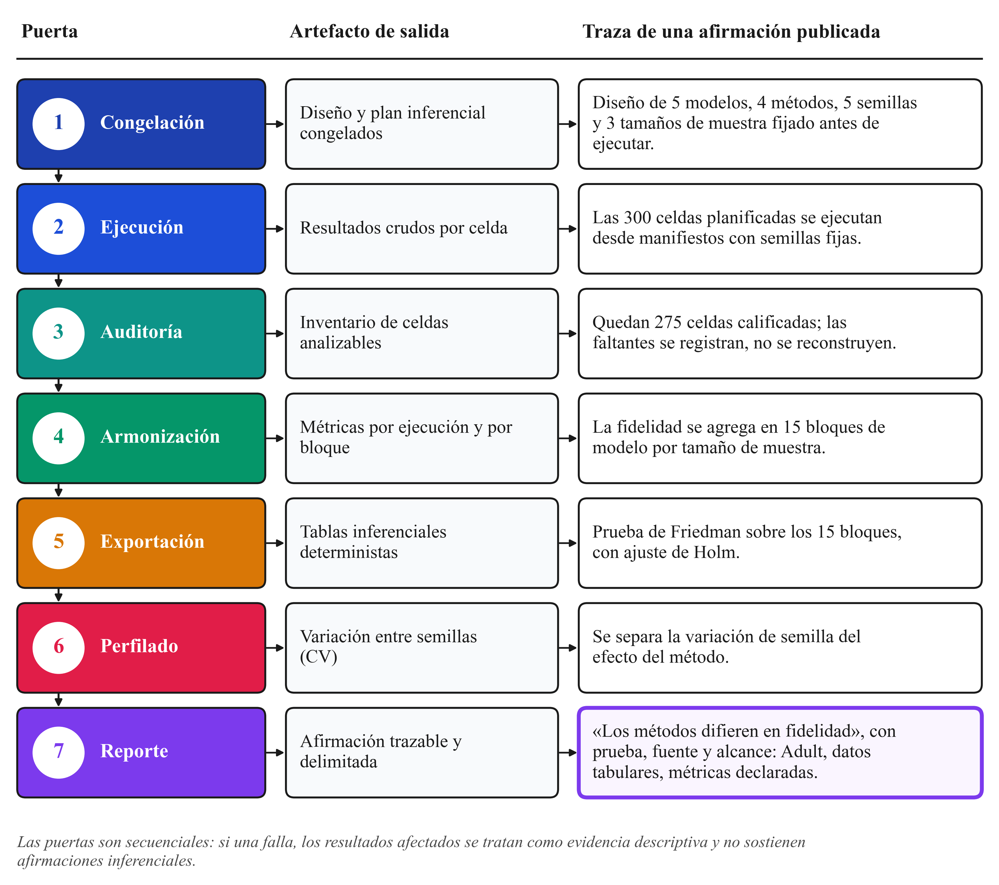 Puerta
Artefacto de salida
Traza de una afirmación publicada
1
Congelación
Diseño y plan inferencial
congelados
Diseño de 5 modelos, 4 métodos, 5 semillas
y 3 tamaños de muestra fijado antes de
ejecutar.
2
Ejecución
Resultados crudos por celda
Las 300 celdas planificadas se ejecutan
desde manifiestos con semillas fijas.
3
Auditoría
Inventario de celdas
analizables
Quedan 275 celdas calificadas; las
faltantes se registran, no se reconstruyen.
4
Armonización
Métricas por ejecución y por
bloque
La fidelidad se agrega en 15 bloques de
modelo por tamaño de muestra.
5
Exportación
Tablas inferenciales
deterministas
Prueba de Friedman sobre los 15 bloques,
con ajuste de Holm.
6
Perfilado
Variación entre semillas
(CV)
Se separa la variación de semilla del
efecto del método.
7
Reporte
Afirmación trazable y
delimitada
«Los métodos difieren en fidelidad», con
prueba, fuente y alcance: Adult, datos
tabulares, métricas declaradas.
Las puertas son secuenciales: si una falla, los resultados afectados se tratan como evidencia descriptiva y no sostienen
afirmaciones inferenciales.